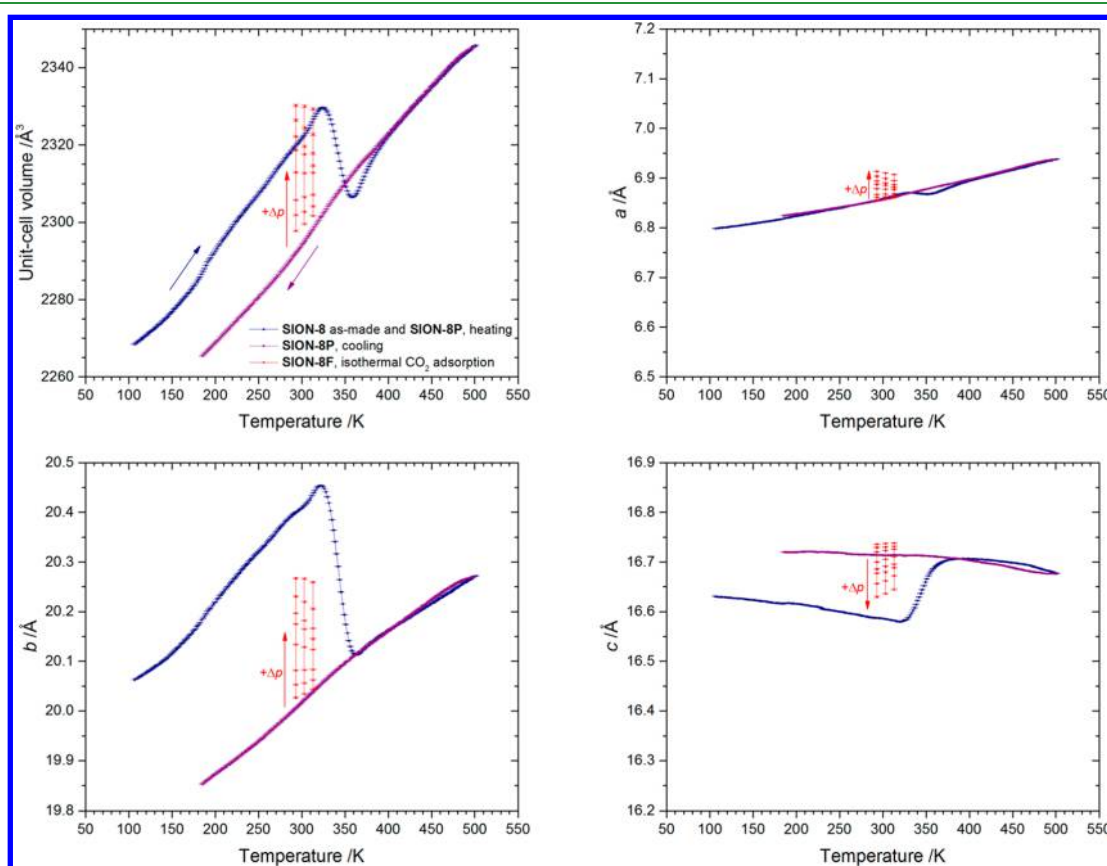 Unit-cell volume /Å³
2340
2320
2300
2280
2260
+Δp
SION-8 as-made and SION-8P, heating
SION-8P, cooling
SION-8F, isothermal CO₂ adsorption
50 100 150 200 250 300 350 400 450 500 550
Temperature /K
a /Å
7.2
7.1
7.0
6.9
6.8
6.7
6.6
6.5
+Δp
50 100 150 200 250 300 350 400 450 500 550
Temperature /K
b /Å
20.5
20.4
20.3
20.2
20.1
20.0
19.9
19.8
+Δp
50 100 150 200 250 300 350 400 450 500 550
Temperature /K
c /Å
16.9
16.8
16.7
16.6
16.5
16.4
16.3
16.2
+Δp
50 100 150 200 250 300 350 400 450 500 550
Temperature /K